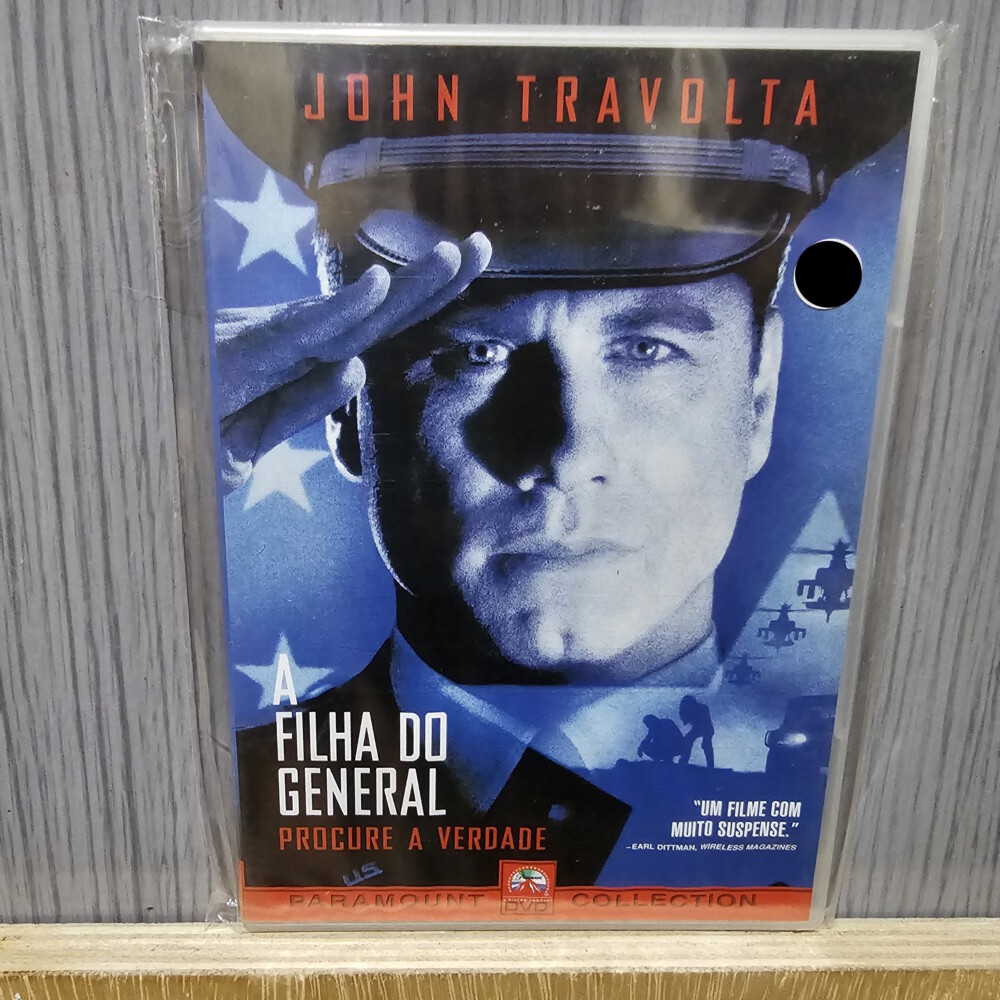 JOHN TRAVOLTA
A
FILHA DO
GENERAL
PROCURE A VERDADE
"UM FILME COM
MUITO SUSPENSE."
–EARL DITTMAN, WIRELESS MAGAZINES
US
PARAMOUNT DVD COLLECTION